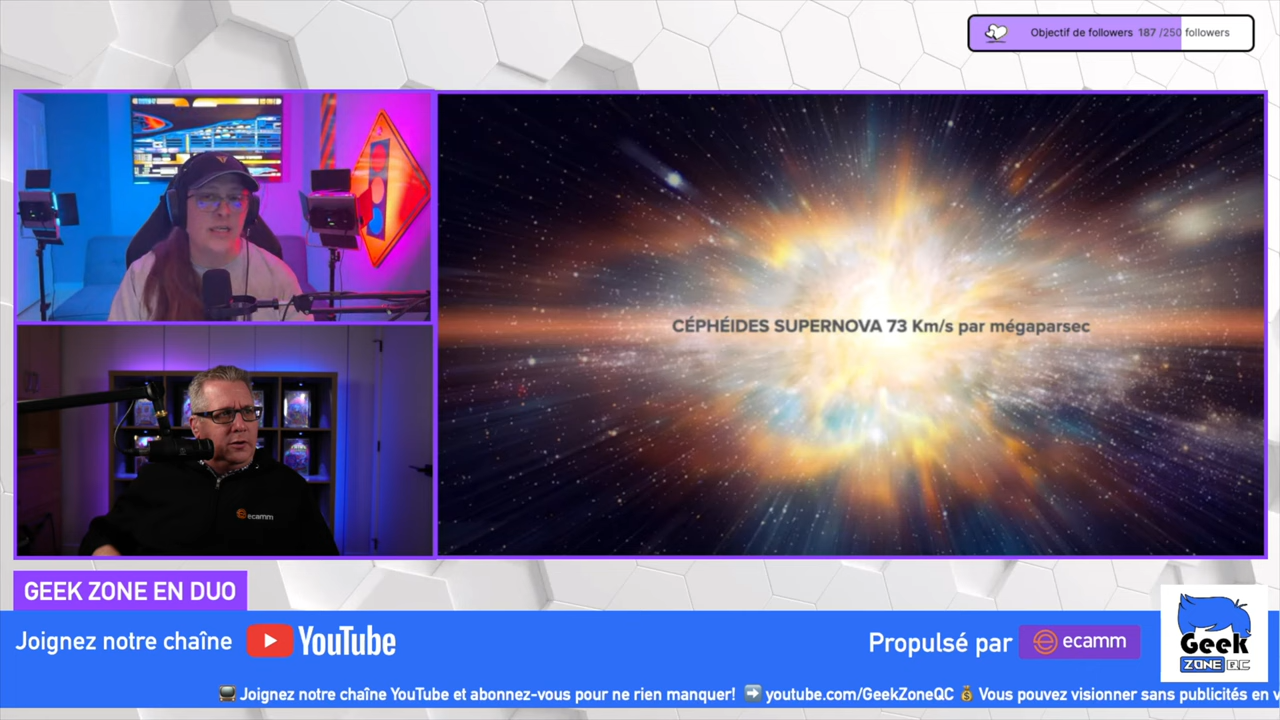 Objectif de followers 187 /250 followers
CÉPHÉIDES SUPERNOVA 73 Km/s par mégaparsec
ecamm
GEEK ZONE EN DUO
Joignez notre chaîne YouTube
Propulsé par ecamm
Geek
ZONE QC
Joignez notre chaîne YouTube et abonnez-vous pour ne rien manquer! ➡️ youtube.com/GeekZoneQC 💰 Vous pouvez visionner sans publicités en v